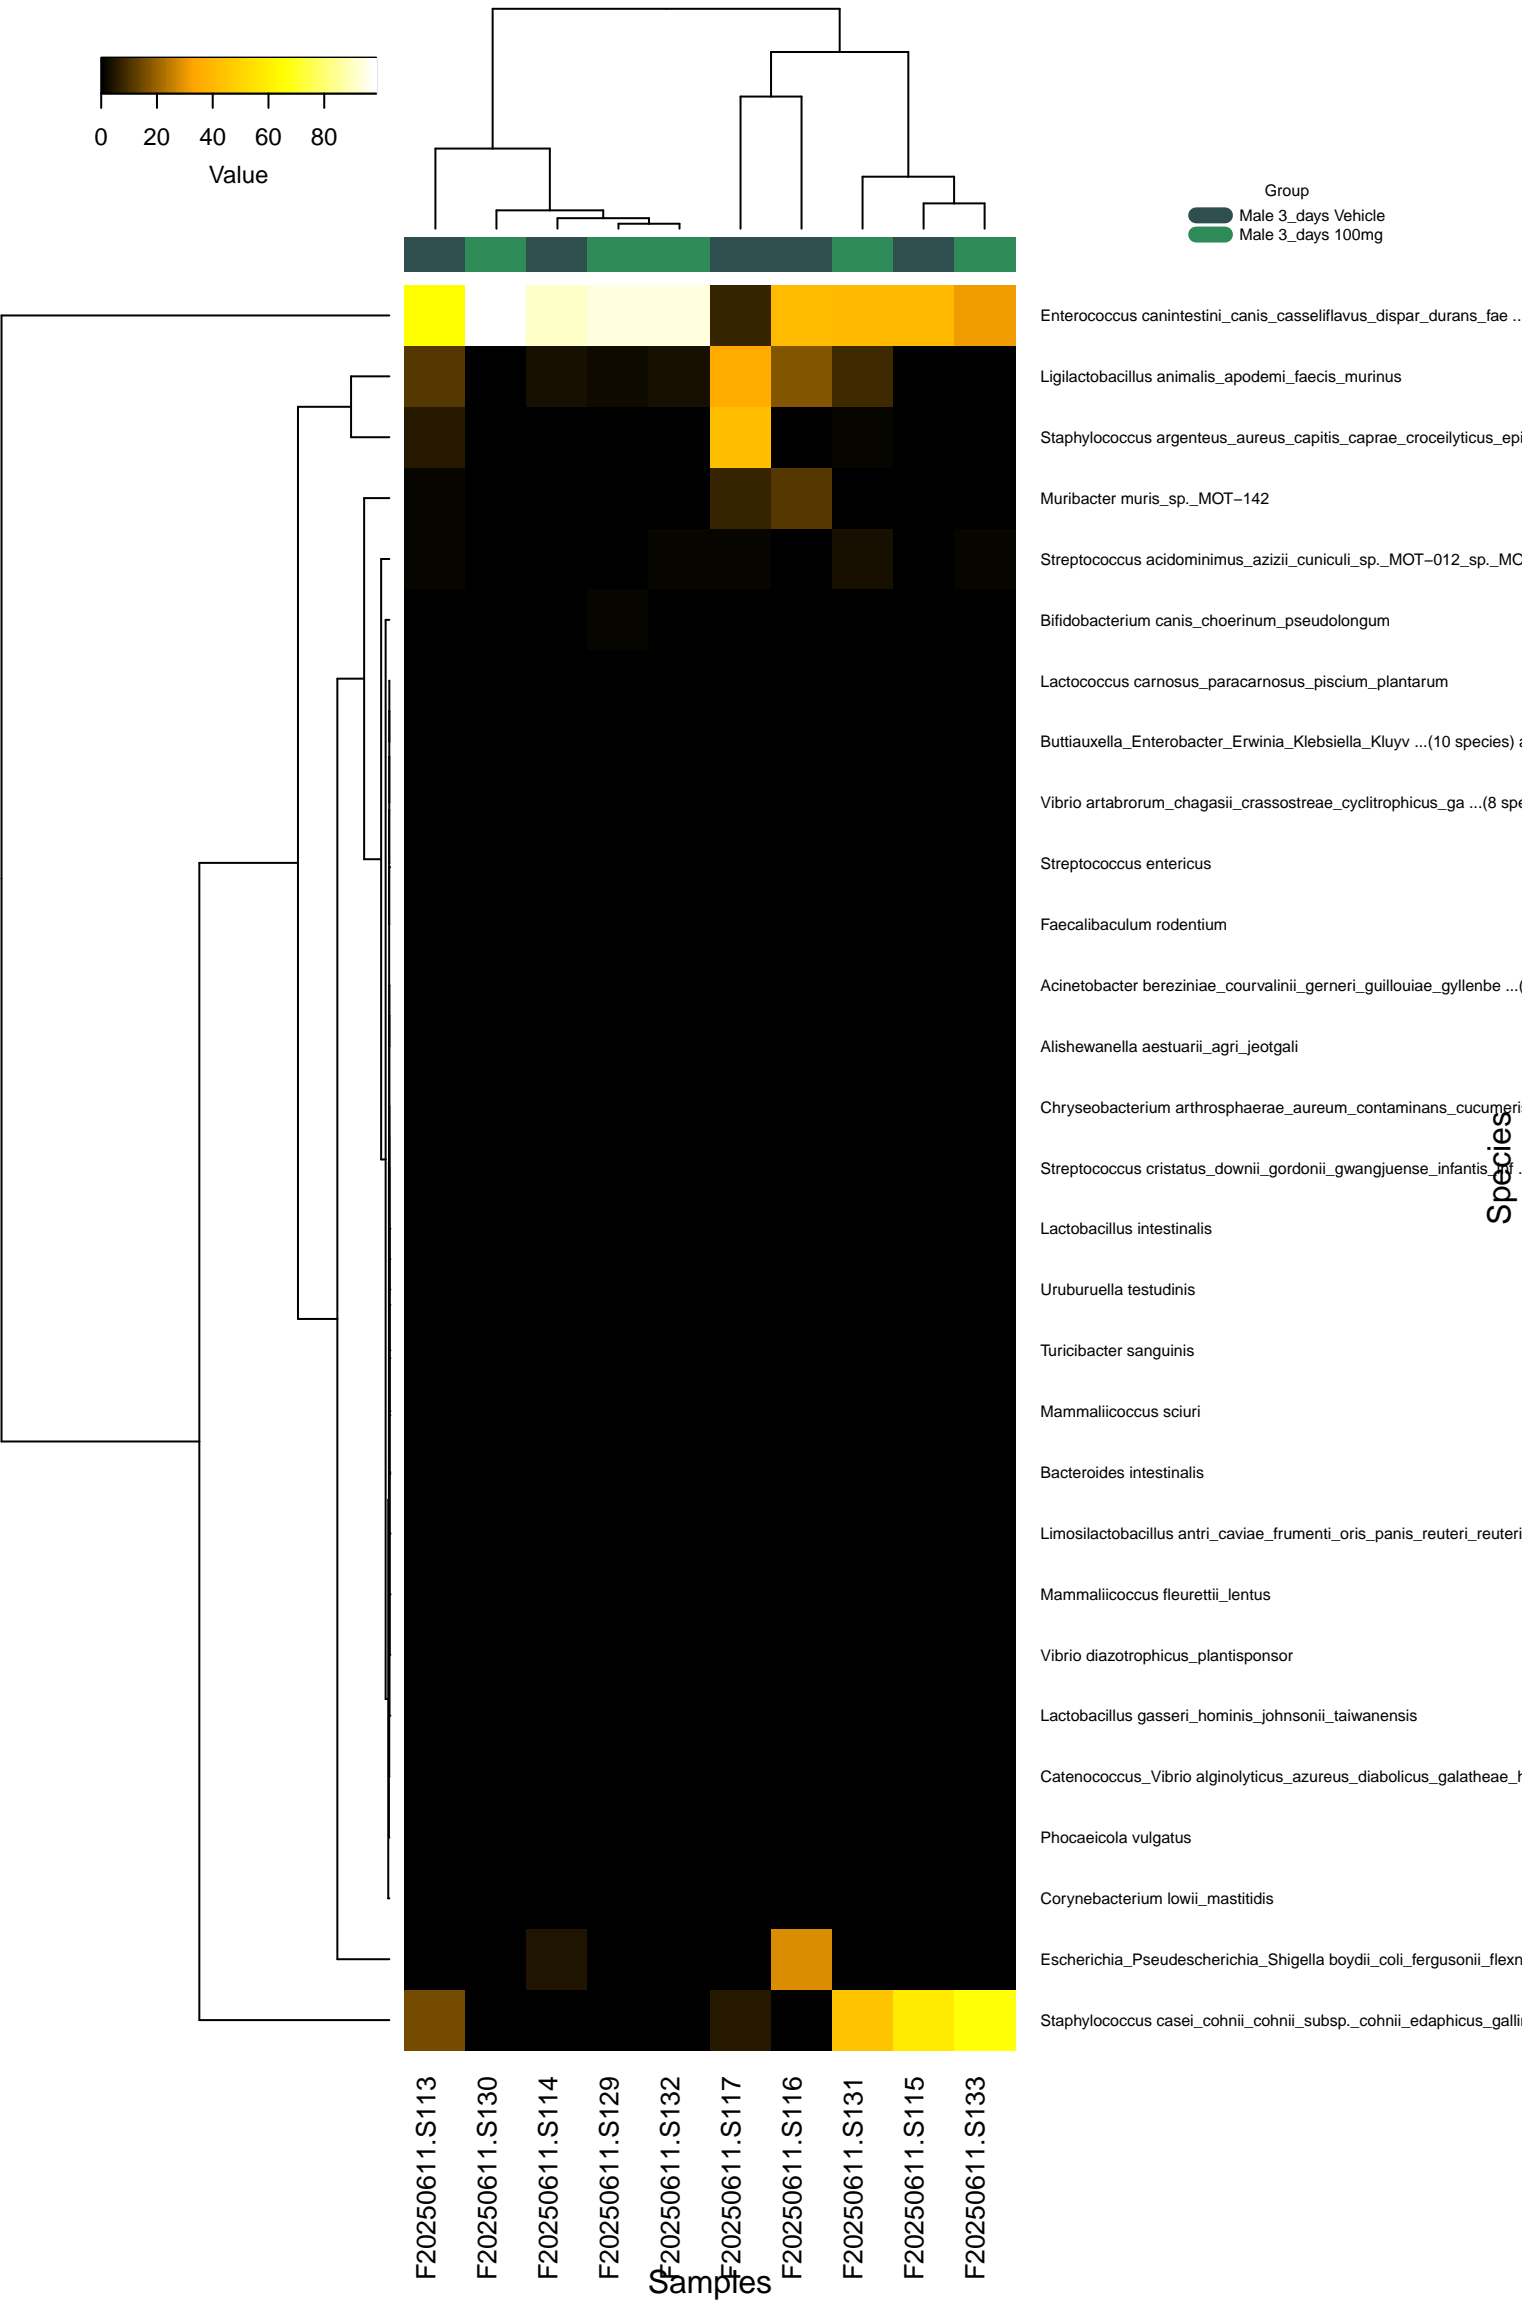 0 20 40 60 80
Value
Group
Male 3_days Vehicle
Male 3_days 100mg
Enterococcus canintestini_canis_casseliflavus_dispar_durans_fae ..
Ligilactobacillus animalis_apodemi_faecis_murinus
Staphylococcus argenteus_aureus_capitis_caprae_croceilyticus_epi
Muribacter muris_sp._MOT−142
Streptococcus acidominimus_azizii_cuniculi_sp._MOT−012_sp._MO
Bifidobacterium canis_choerinum_pseudolongum
Lactococcus carnosus_paracarnosus_piscium_plantarum
Buttiauxella_Enterobacter_Erwinia_Klebsiella_Kluyv ...(10 species) a
Vibrio artabrorum_chagasii_crassostreae_cyclitrophicus_ga ...(8 spe
Streptococcus entericus
Faecalibaculum rodentium
Acinetobacter bereziniae_courvalinii_gerneri_guillouiae_gyllenbe ...(
Alishewanella aestuarii_agri_jeotgali
Chryseobacterium arthrosphaerae_aureum_contaminans_cucumeris
Streptococcus cristatus_downii_gordonii_gwangjuense_infantis_inf .
Lactobacillus intestinalis
Uruburuella testudinis
Turicibacter sanguinis
Mammaliicoccus sciuri
Bacteroides intestinalis
Limosilactobacillus antri_caviae_frumenti_oris_panis_reuteri_reuteri
Mammaliicoccus fleurettii_lentus
Vibrio diazotrophicus_plantisponsor
Lactobacillus gasseri_hominis_johnsonii_taiwanensis
Catenococcus_Vibrio alginolyticus_azureus_diabolicus_galatheae_h
Phocaeicola vulgatus
Corynebacterium lowii_mastitidis
Escherichia_Pseudescherichia_Shigella boydii_coli_fergusonii_flexn
Staphylococcus casei_cohnii_cohnii_subsp._cohnii_edaphicus_galli
Species
F20250611.S113
F20250611.S130
F20250611.S114
F20250611.S129
F20250611.S132
F20250611.S117
F20250611.S116
F20250611.S131
F20250611.S115
F20250611.S133
Samples